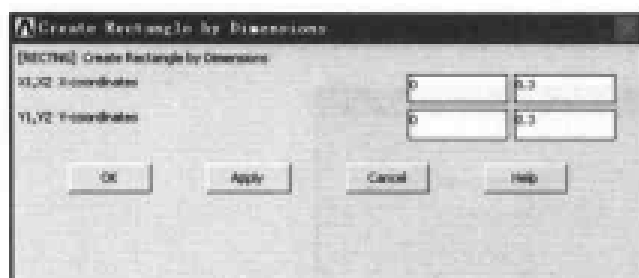 Create Rectangle by Dimensions
[RECTNG] Create Rectangle by Dimensions
X1,X2 X-coordinates 0 0.3
Y1,Y2 Y-coordinates 0 0.3
OK Apply Cancel Help